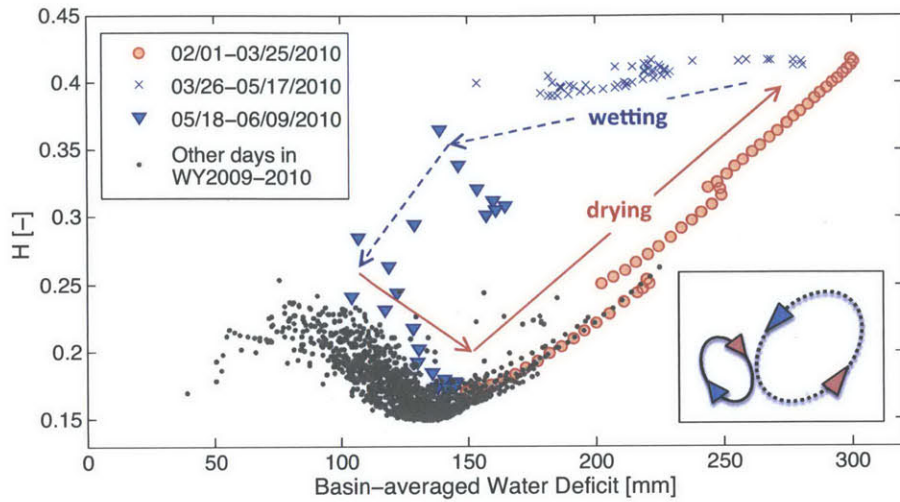 0.45
0.4
0.35
0.3
0.25
0.2
0.15
H [–]
02/01–03/25/2010
03/26–05/17/2010
05/18–06/09/2010
Other days in
WY2009–2010
wetting
drying
0
50
100
150
200
250
300
Basin–averaged Water Deficit [mm]